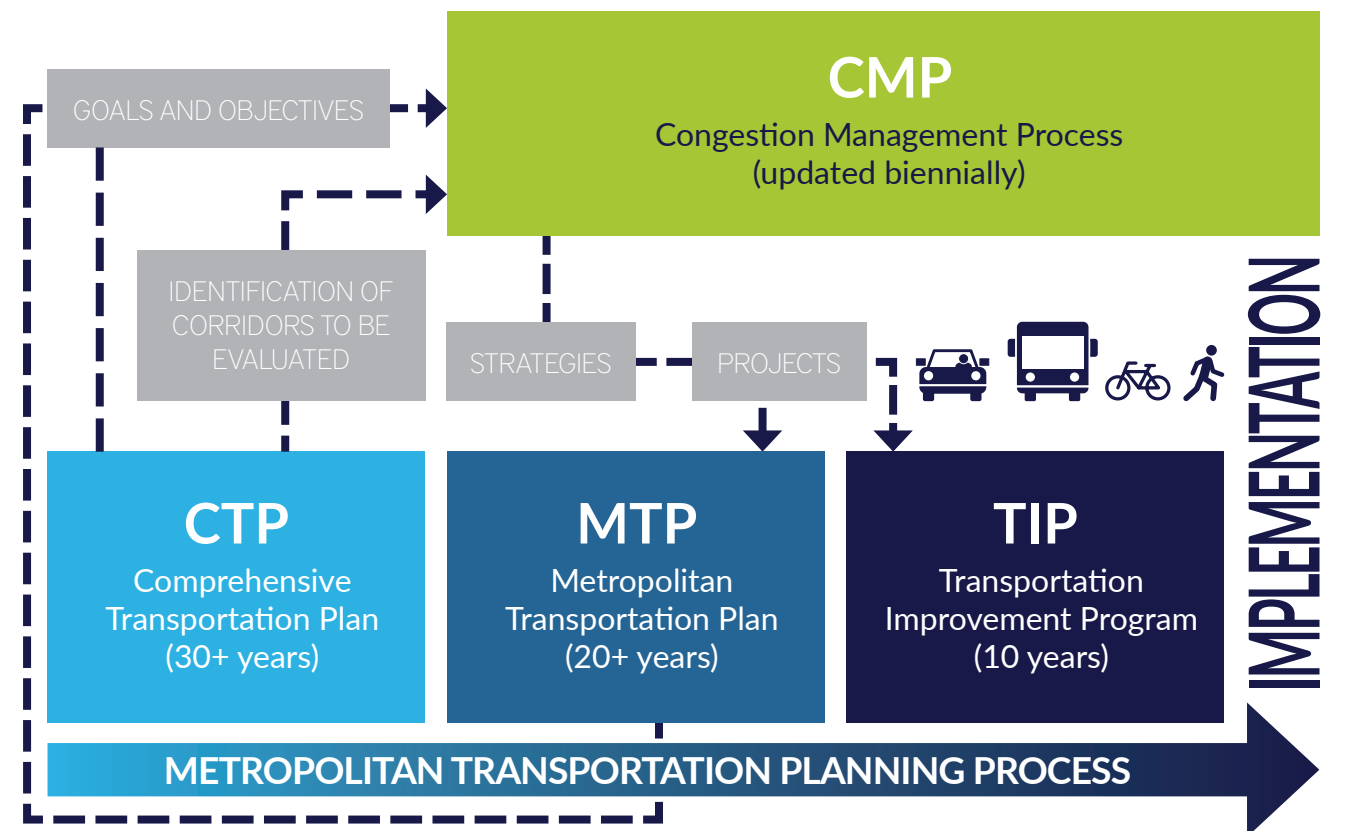 CMP
Congestion Management Process
(updated biennially)
GOALS AND OBJECTIVES
IDENTIFICATION OF
CORRIDORS TO BE
EVALUATED
STRATEGIES
PROJECTS
CTP
Comprehensive
Transportation Plan
(30+ years)
MTP
Metropolitan
Transportation Plan
(20+ years)
TIP
Transportation
Improvement Program
(10 years)
IMPLEMENTATION
METROPOLITAN TRANSPORTATION PLANNING PROCESS